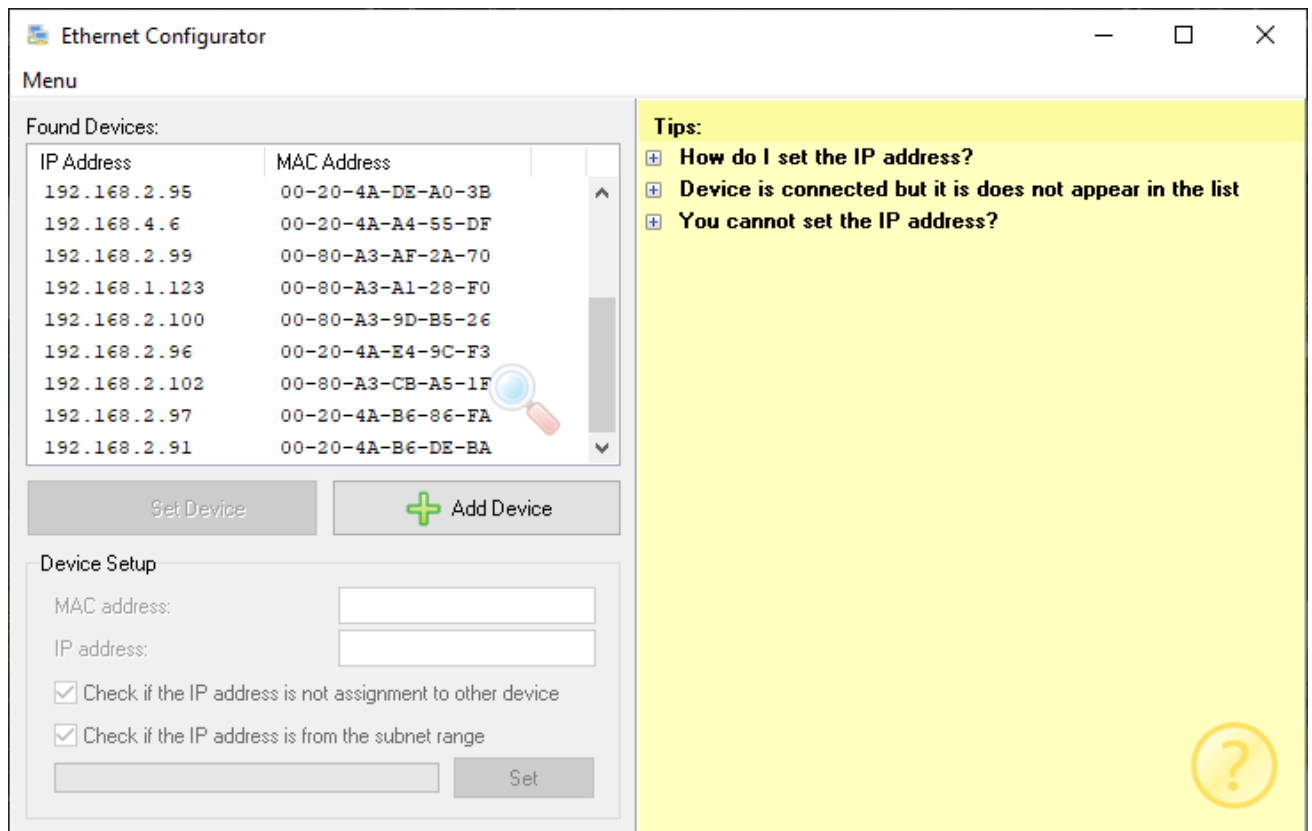 Ethernet Configurator
Menu
Found Devices:
IP Address MAC Address
192.168.2.95 00-20-4A-DE-A0-3B
192.168.4.6 00-20-4A-A4-55-DF
192.168.2.99 00-80-A3-AF-2A-70
192.168.1.123 00-80-A3-A1-28-F0
192.168.2.100 00-80-A3-9D-B5-26
192.168.2.96 00-20-4A-E4-9C-F3
192.168.2.102 00-80-A3-CB-A5-1F
192.168.2.97 00-20-4A-B6-86-FA
192.168.2.91 00-20-4A-B6-DE-BA
Set Device
Add Device
Device Setup
MAC address:
IP address:
Check if the IP address is not assignment to other device
Check if the IP address is from the subnet range
Set
Tips:
How do I set the IP address?
Device is connected but it is does not appear in the list
You cannot set the IP address?
?